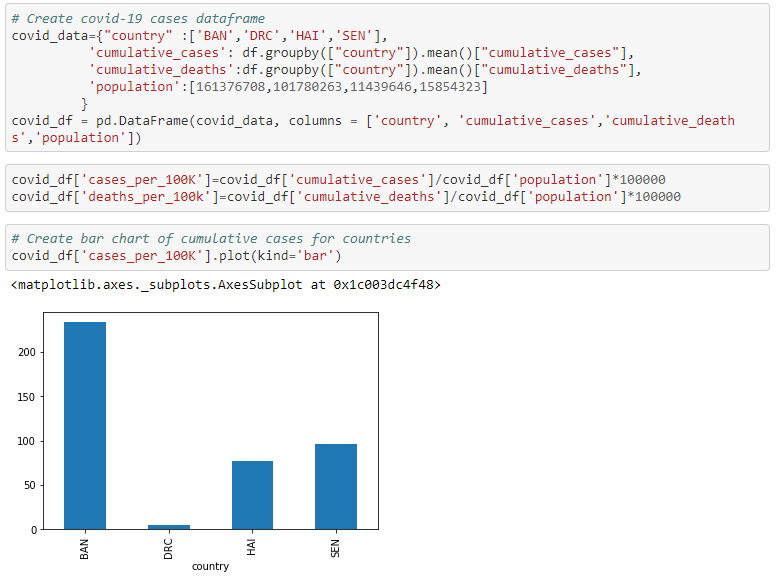 # Create covid-19 cases dataframe
covid_data={"country" :['BAN','DRC','HAI','SEN'],
'cumulative_cases': df.groupby(["country"]).mean()["cumulative_cases"],
'cumulative_deaths':df.groupby(["country"]).mean()["cumulative_deaths"],
'population':[161376708,101780263,11439646,15854323]
}
covid_df = pd.DataFrame(covid_data, columns = ['country', 'cumulative_cases','cumulative_death
s','population'])
covid_df['cases_per_100K']=covid_df['cumulative_cases']/covid_df['population']*100000
covid_df['deaths_per_100k']=covid_df['cumulative_deaths']/covid_df['population']*100000
# Create bar chart of cumulative cases for countries
covid_df['cases_per_100K'].plot(kind='bar')
<matplotlib.axes._subplots.AxesSubplot at 0x1c003dc4f48>
200
150
100
50
0
BAN
DRC
HAI
SEN
country